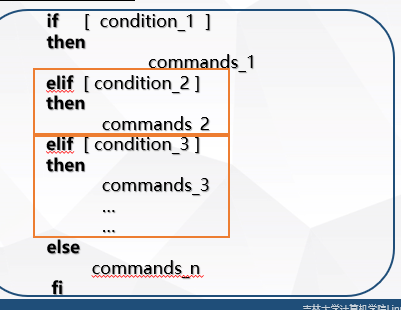 if [ condition_1 ]
then
commands_1
elif [ condition_2 ]
then
commands_2
elif [ condition_3 ]
then
commands_3
...
...
else
commands_n
fi
吉林大学计算机学院Lin